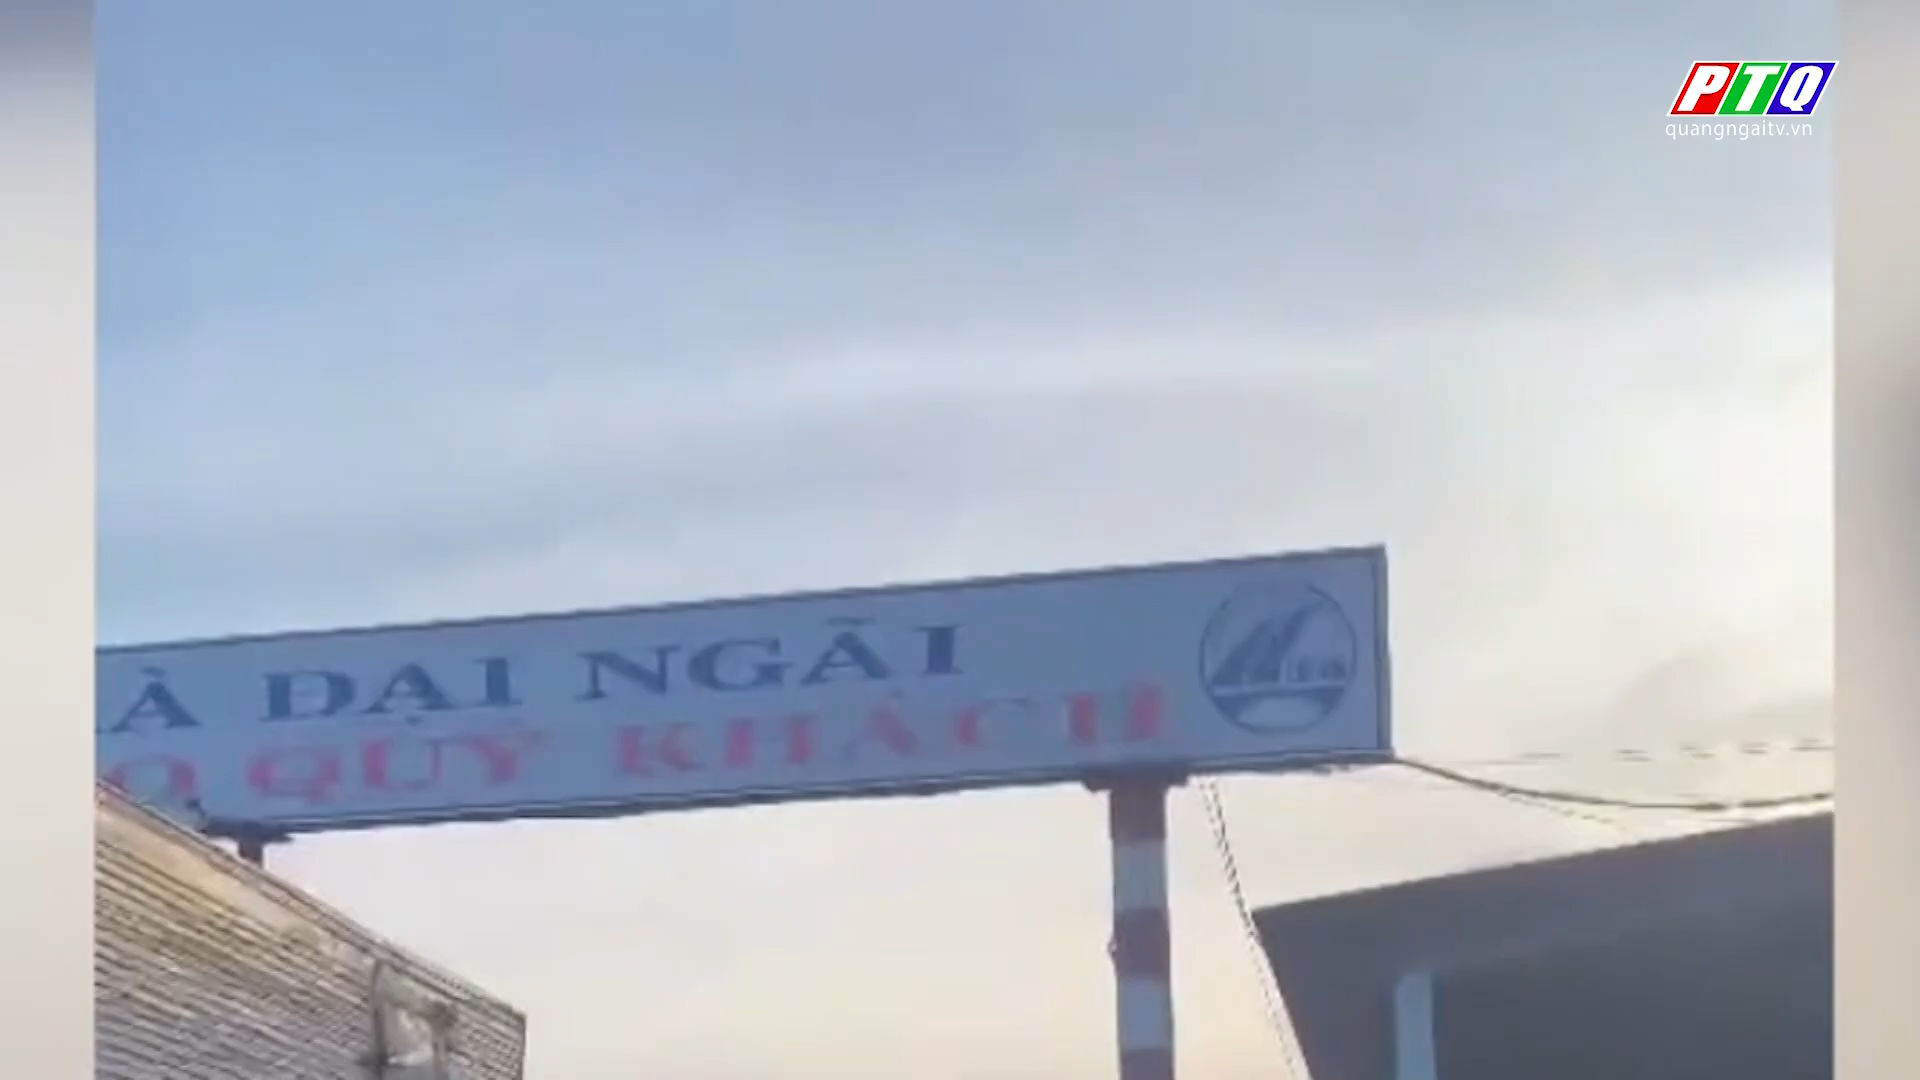 PTQ
quangngaitv.vn
À ĐẠI NGÃI
O QUÝ KHÁCH